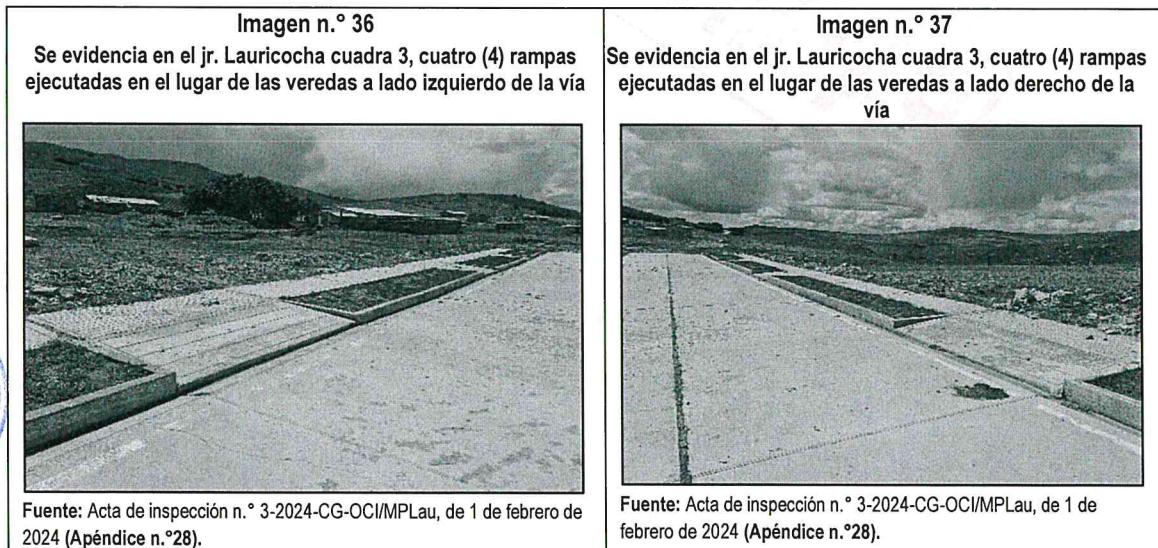 Imagen n.° 36
Se evidencia en el jr. Lauricocha cuadra 3, cuatro (4) rampas
ejecutadas en el lugar de las veredas a lado izquierdo de la vía
Fuente: Acta de inspección n.° 3-2024-CG-OCI/MPLau, de 1 de febrero de
2024 (Apéndice n.°28).
Imagen n.° 37
Se evidencia en el jr. Lauricocha cuadra 3, cuatro (4) rampas
ejecutadas en el lugar de las veredas a lado derecho de la
vía
Fuente: Acta de inspección n.° 3-2024-CG-OCI/MPLau, de 1 de
febrero de 2024 (Apéndice n.°28).